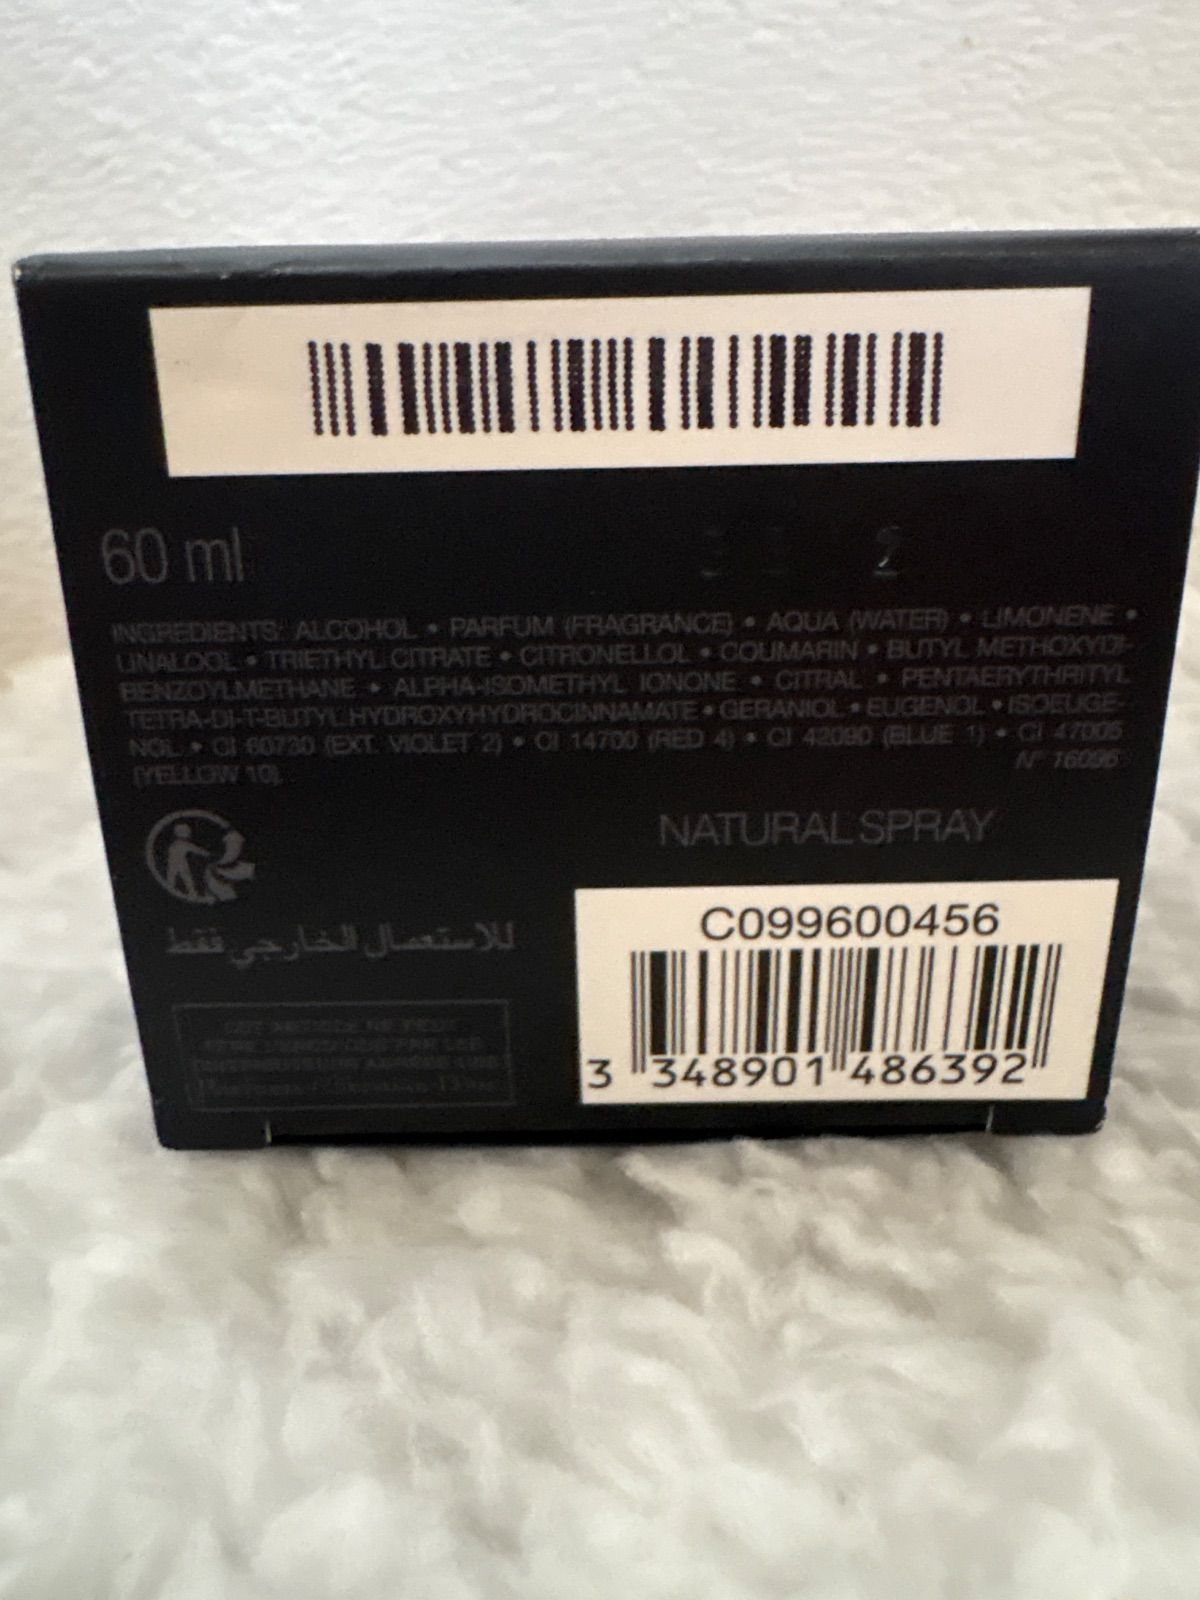 60 ml
INGREDIENTS: ALCOHOL • PARFUM (FRAGRANCE) • AQUA (WATER) • LIMONENE •
LINALOOL • TRIETHYL CITRATE • CITRONELLOL • COUMARIN • BUTYL METHOXYDI-
BENZOYLMETHANE • ALPHA-ISOMETHYL IONONE • CITRAL • PENTAERYTHRITYL
TETRA-DI-T-BUTYL HYDROXYHYDROCINNAMATE • GERANIOL • EUGENOL • ISOEUGE-
NOL • CI 60730 (EXT. VIOLET 2) • CI 14700 (RED 4) • CI 42090 (BLUE 1) • CI 47005
(YELLOW 10).
N° 16096
NATURAL SPRAY
للاستعمال الخارجي فقط
C099600456
3 348901 486392